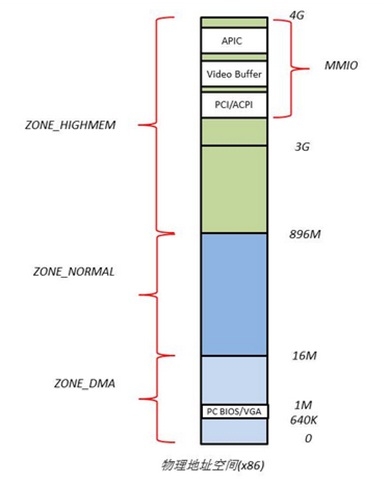 4G
APIC
MMIO
Video Buffer
PCI/ACPI
ZONE_HIGHMEM
3G
896M
ZONE_NORMAL
16M
ZONE_DMA
1M
PC BIOS/VGA
640K
0
物理地址空间(x86)